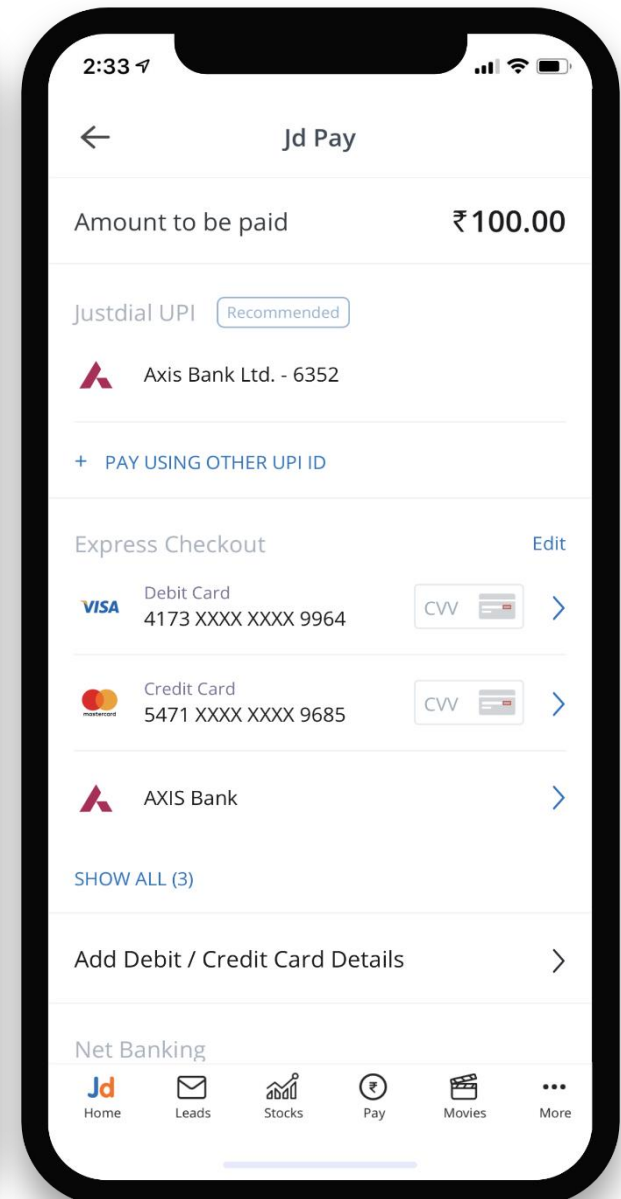 2:33
Jd Pay
Amount to be paid ₹100.00
Justdial UPI Recommended
Axis Bank Ltd. - 6352
+ PAY USING OTHER UPI ID
Express Checkout Edit
VISA Debit Card
4173 XXXX XXXX 9964 CVV
mastercard Credit Card
5471 XXXX XXXX 9685 CVV
AXIS Bank
SHOW ALL (3)
Add Debit / Credit Card Details
Net Banking
Jd
Home Leads Stocks Pay Movies More